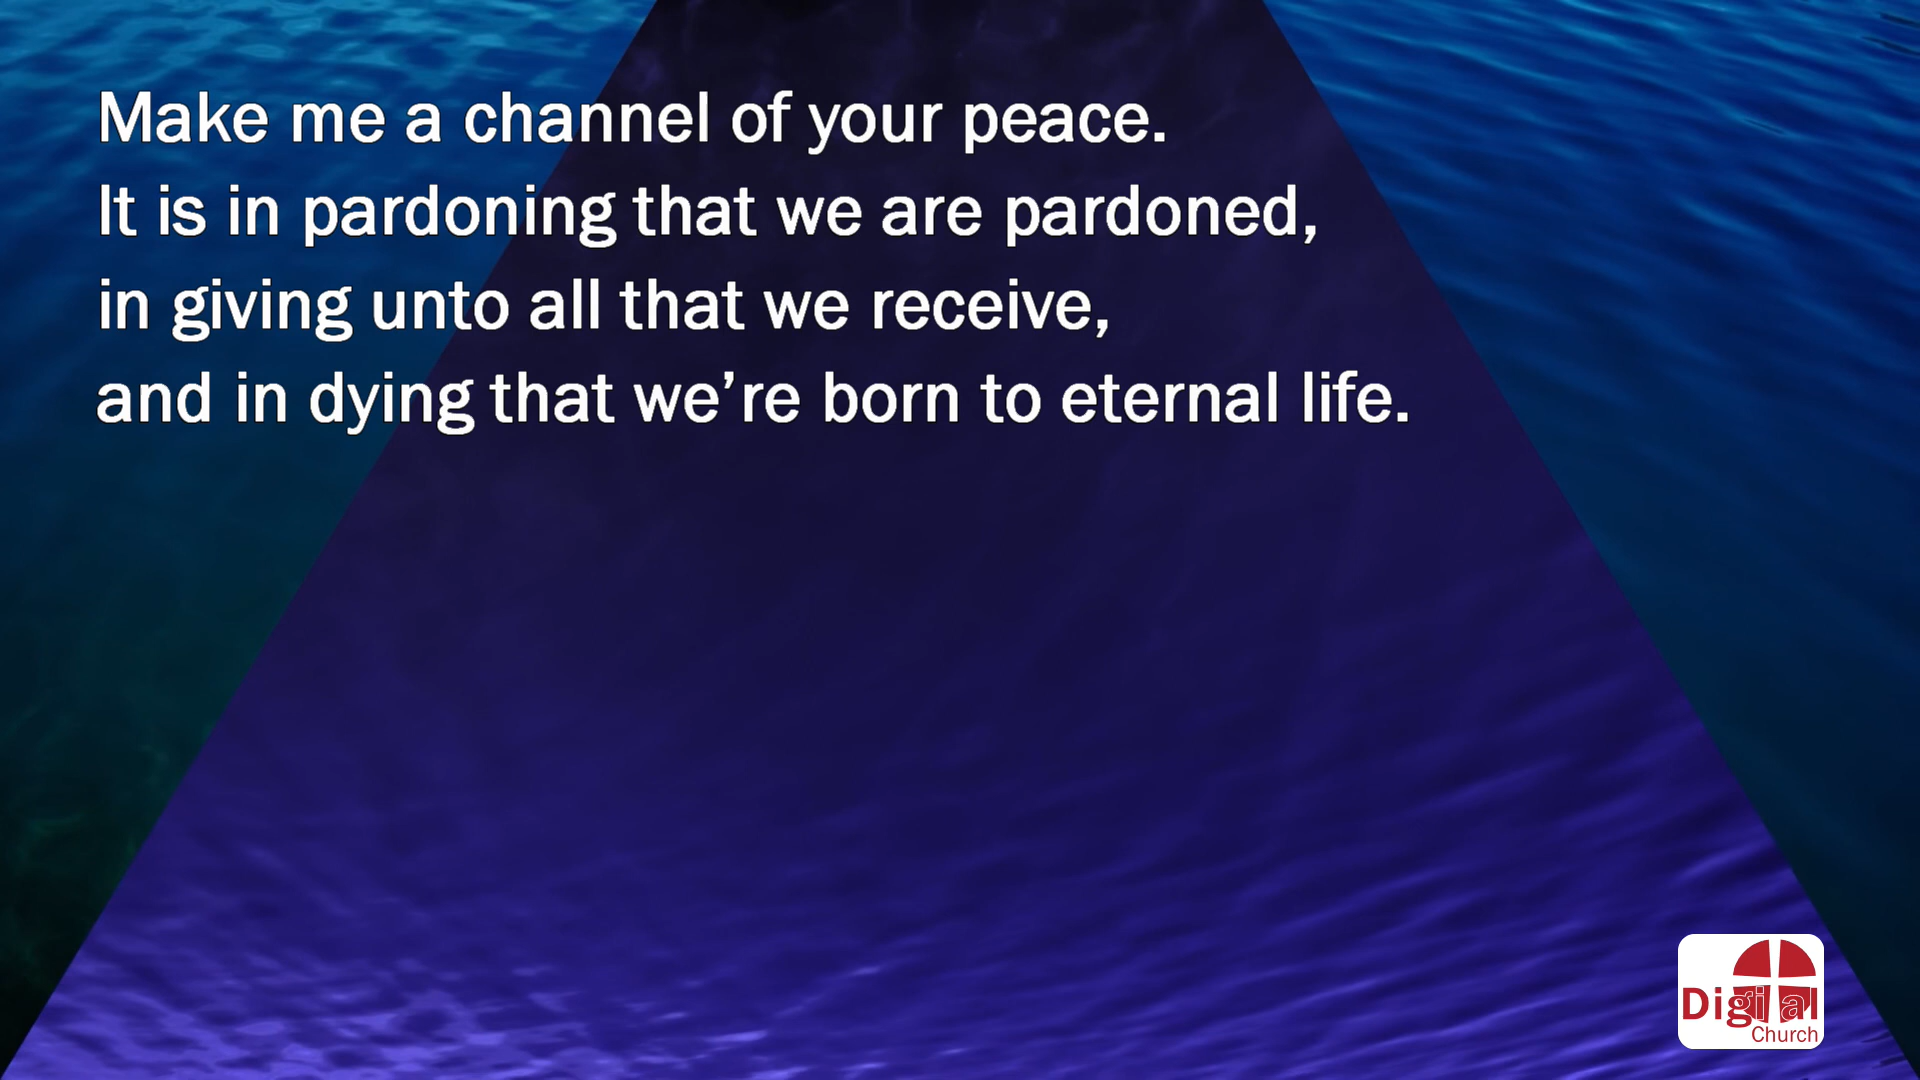 Make me a channel of your peace.
It is in pardoning that we are pardoned,
in giving unto all that we receive,
and in dying that we’re born to eternal life.
Digital
Church